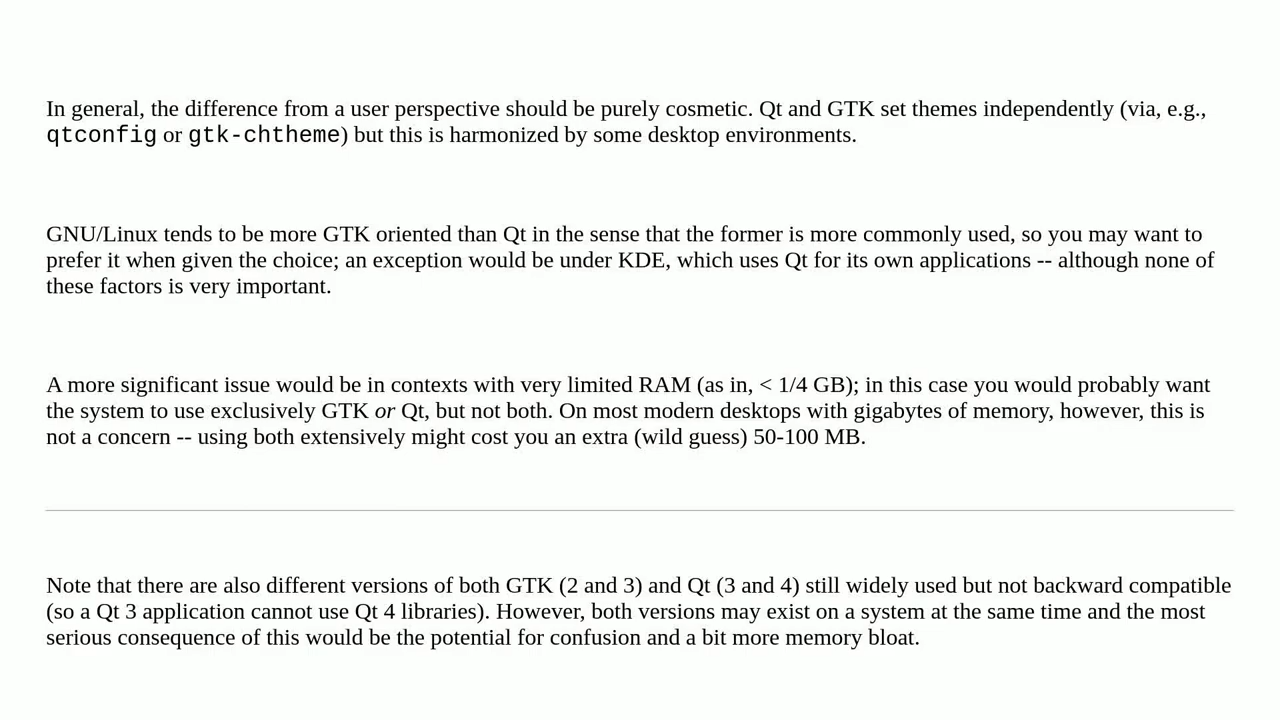 In general, the difference from a user perspective should be purely cosmetic. Qt and GTK set themes independently (via, e.g.,
qtconfig or gtk-chtheme) but this is harmonized by some desktop environments.
GNU/Linux tends to be more GTK oriented than Qt in the sense that the former is more commonly used, so you may want to
prefer it when given the choice; an exception would be under KDE, which uses Qt for its own applications -- although none of
these factors is very important.
A more significant issue would be in contexts with very limited RAM (as in, < 1/4 GB); in this case you would probably want
the system to use exclusively GTK or Qt, but not both. On most modern desktops with gigabytes of memory, however, this is
not a concern -- using both extensively might cost you an extra (wild guess) 50-100 MB.
Note that there are also different versions of both GTK (2 and 3) and Qt (3 and 4) still widely used but not backward compatible
(so a Qt 3 application cannot use Qt 4 libraries). However, both versions may exist on a system at the same time and the most
serious consequence of this would be the potential for confusion and a bit more memory bloat.